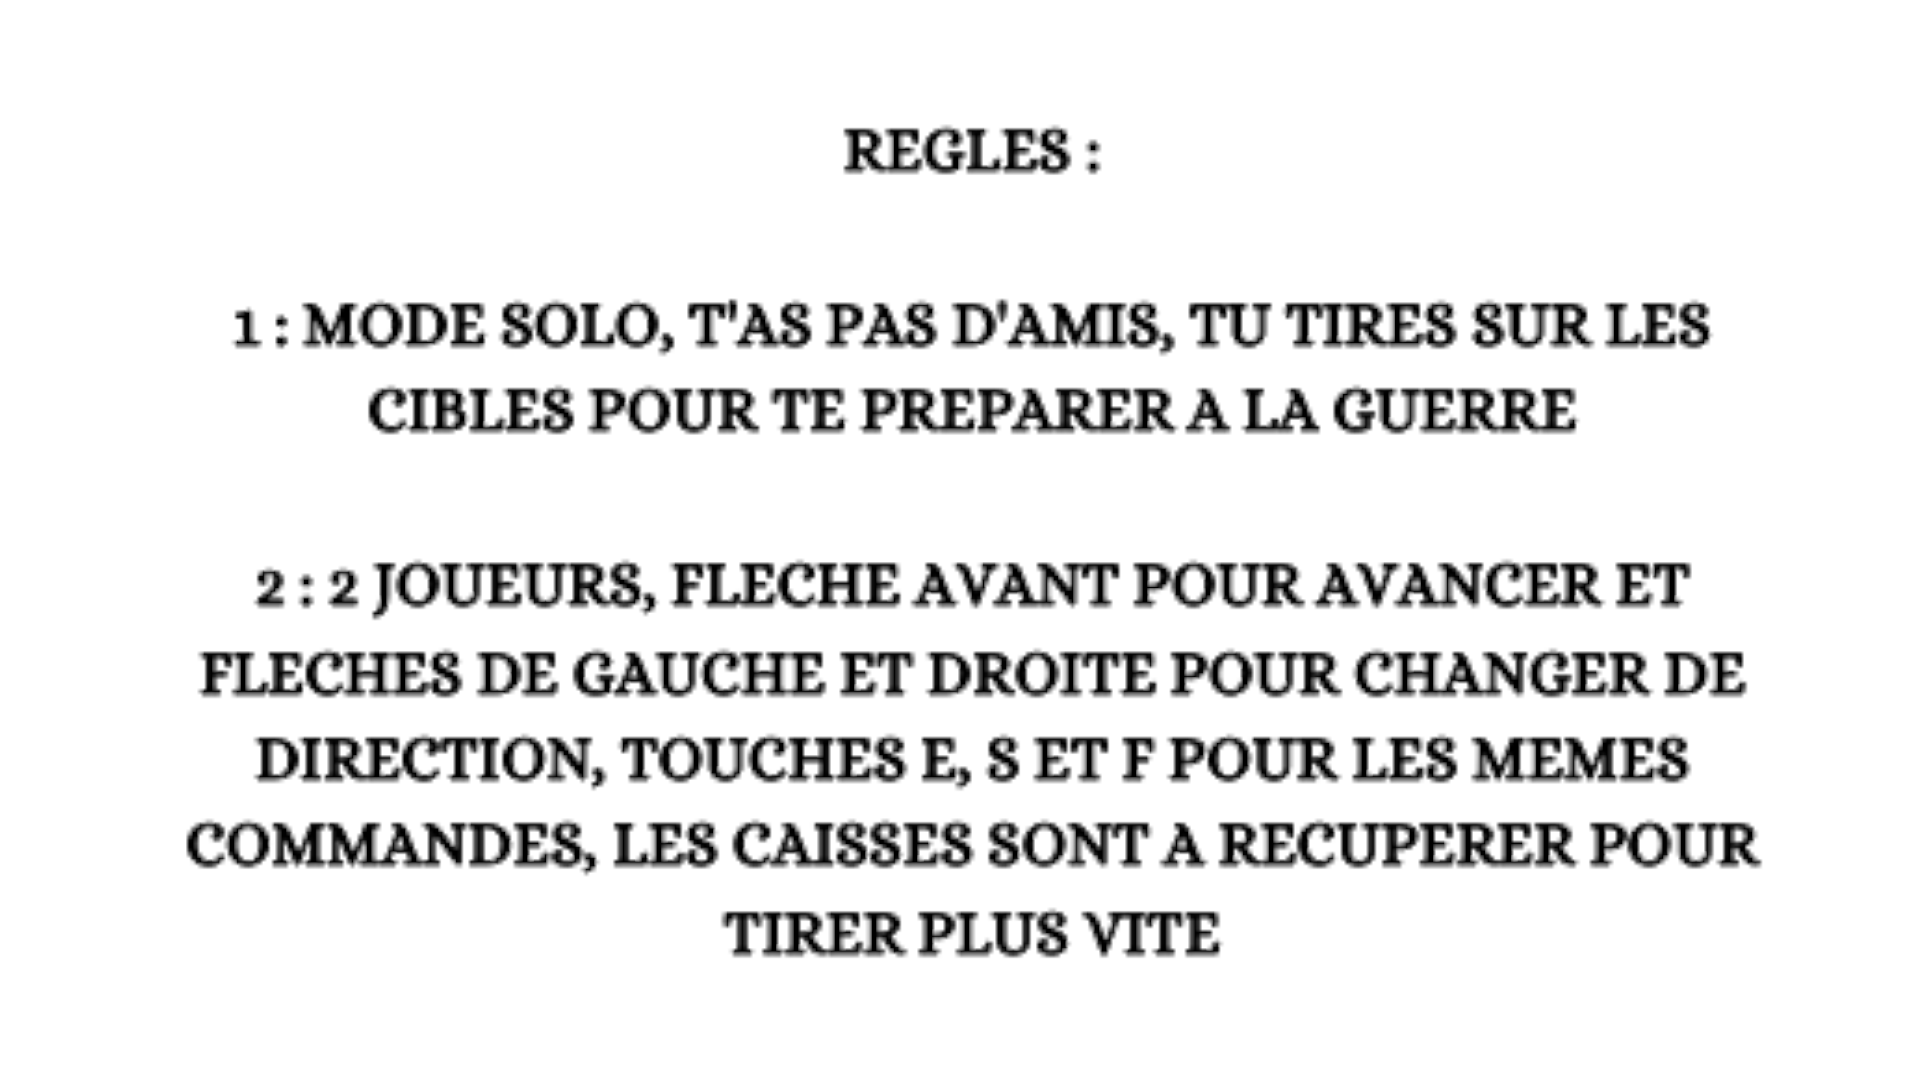 REGLES :
1 : MODE SOLO, T'AS PAS D'AMIS, TU TIRES SUR LES
CIBLES POUR TE PREPARER A LA GUERRE
2 : 2 JOUEURS, FLECHE AVANT POUR AVANCER ET
FLECHES DE GAUCHE ET DROITE POUR CHANGER DE
DIRECTION, TOUCHES E, S ET F POUR LES MEMES
COMMANDES, LES CAISSES SONT A RECUPERER POUR
TIRER PLUS VITE